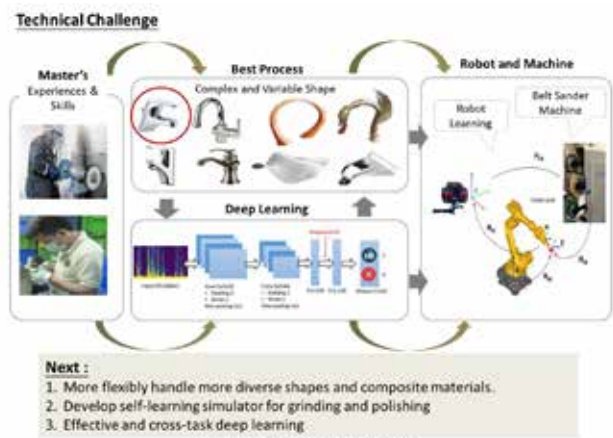 Technical Challenge
Master's
Experiences &
Skills
Best Process
Complex and Variable Shape
Deep Learning
Robot and Machine
Robot
Learning
Belt Sander
Machine
Next :
1. More flexibly handle more diverse shapes and composite materials.
2. Develop self-learning simulator for grinding and polishing
3. Effective and cross-task deep learning